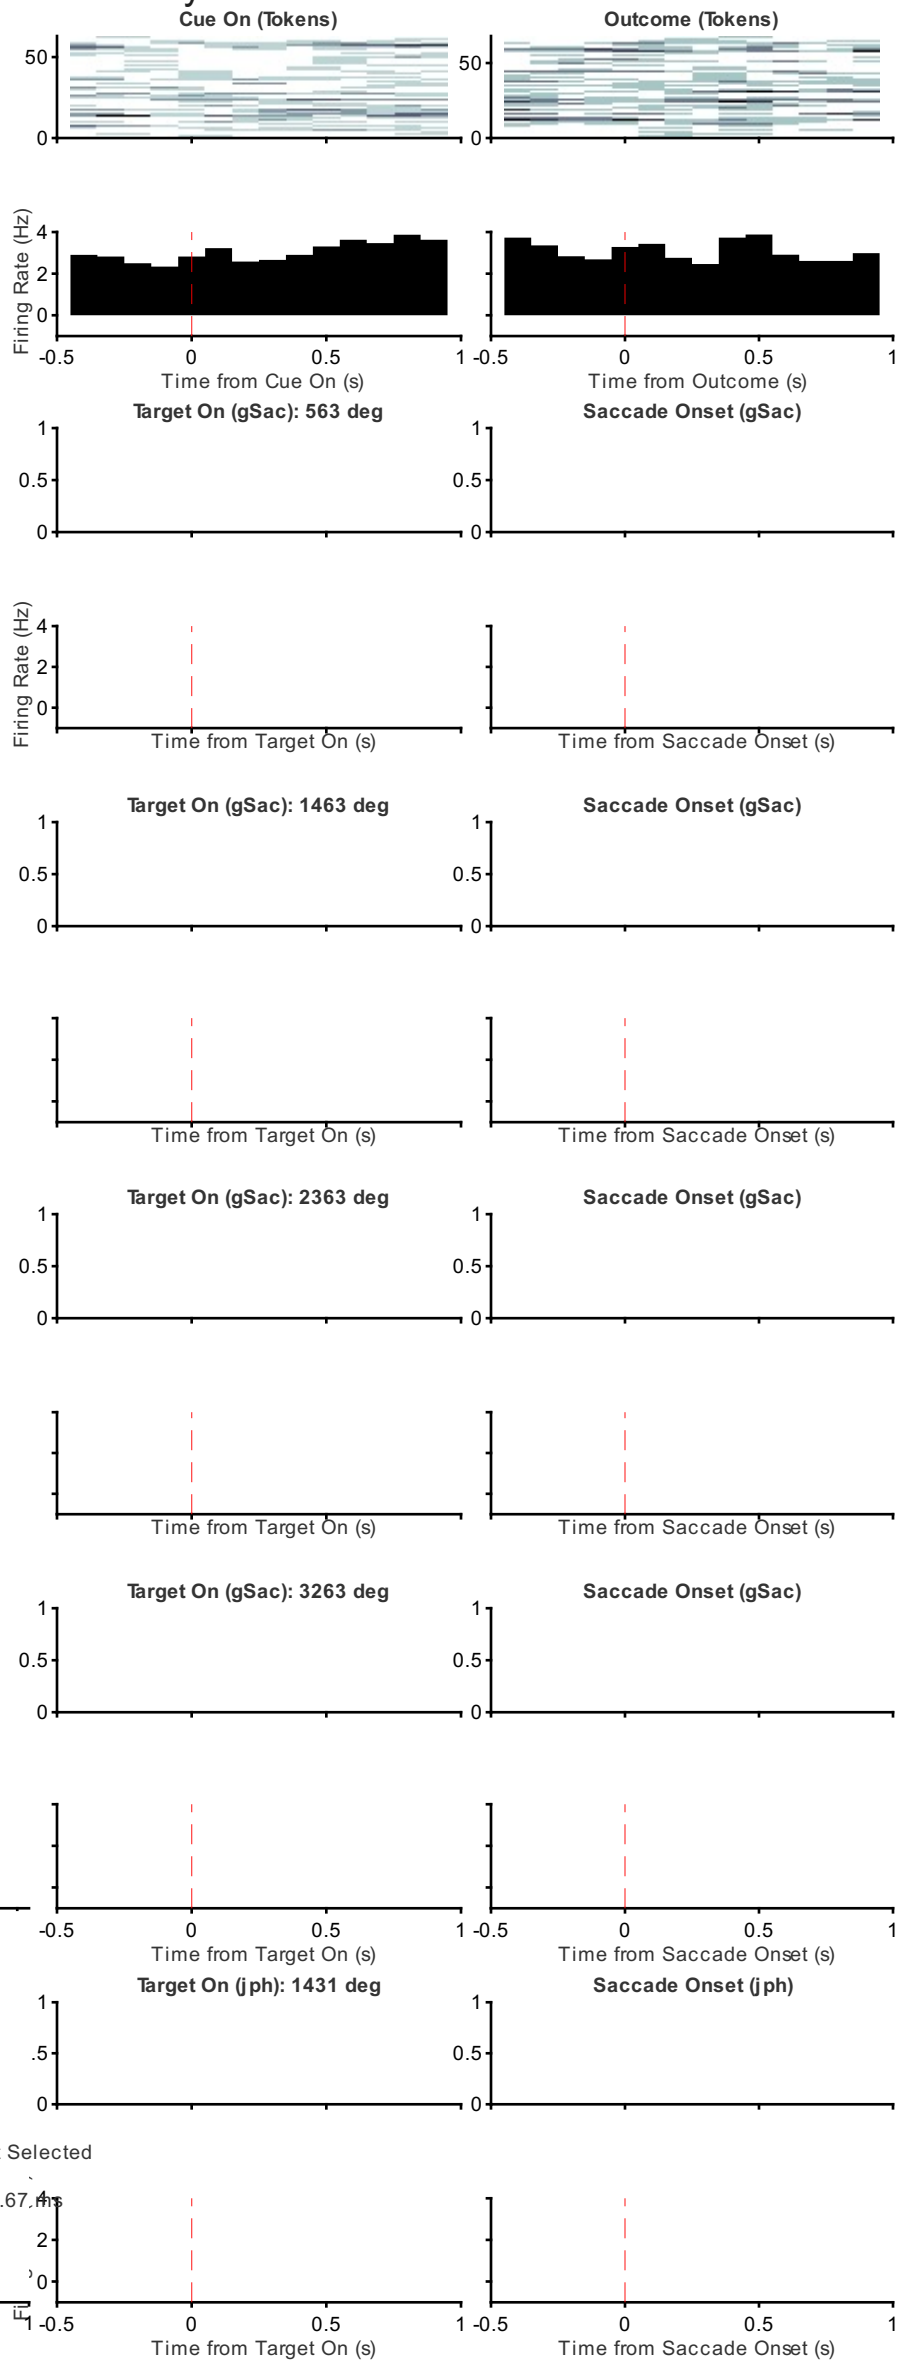 Cue On (Tokens) Outcome (Tokens)
50 50
0 0
Firing Rate (Hz)
4
2
0
-0.5 0 0.5 1 -0.5 0 0.5 1
Time from Cue On (s) Time from Outcome (s)
Target On (gSac): 563 deg Saccade Onset (gSac)
1 1
0.5 0.5
0 0
Firing Rate (Hz)
4
2
0
Time from Target On (s) Time from Saccade Onset (s)
Target On (gSac): 1463 deg Saccade Onset (gSac)
1 1
0.5 0.5
0 0
Time from Target On (s) Time from Saccade Onset (s)
Target On (gSac): 2363 deg Saccade Onset (gSac)
1 1
0.5 0.5
0 0
Time from Target On (s) Time from Saccade Onset (s)
Target On (gSac): 3263 deg Saccade Onset (gSac)
1 1
0.5 0.5
0 0
-0.5 0 0.5 1 -0.5 0 0.5 1
Time from Target On (s) Time from Saccade Onset (s)
Target On (jph): 1431 deg Saccade Onset (jph)
1 1
.5 0.5
0 0
Selected
.67 ms
4
2
0
Fi
1 -0.5 0 0.5 1 -0.5 0 0.5 1
Time from Target On (s) Time from Saccade Onset (s)